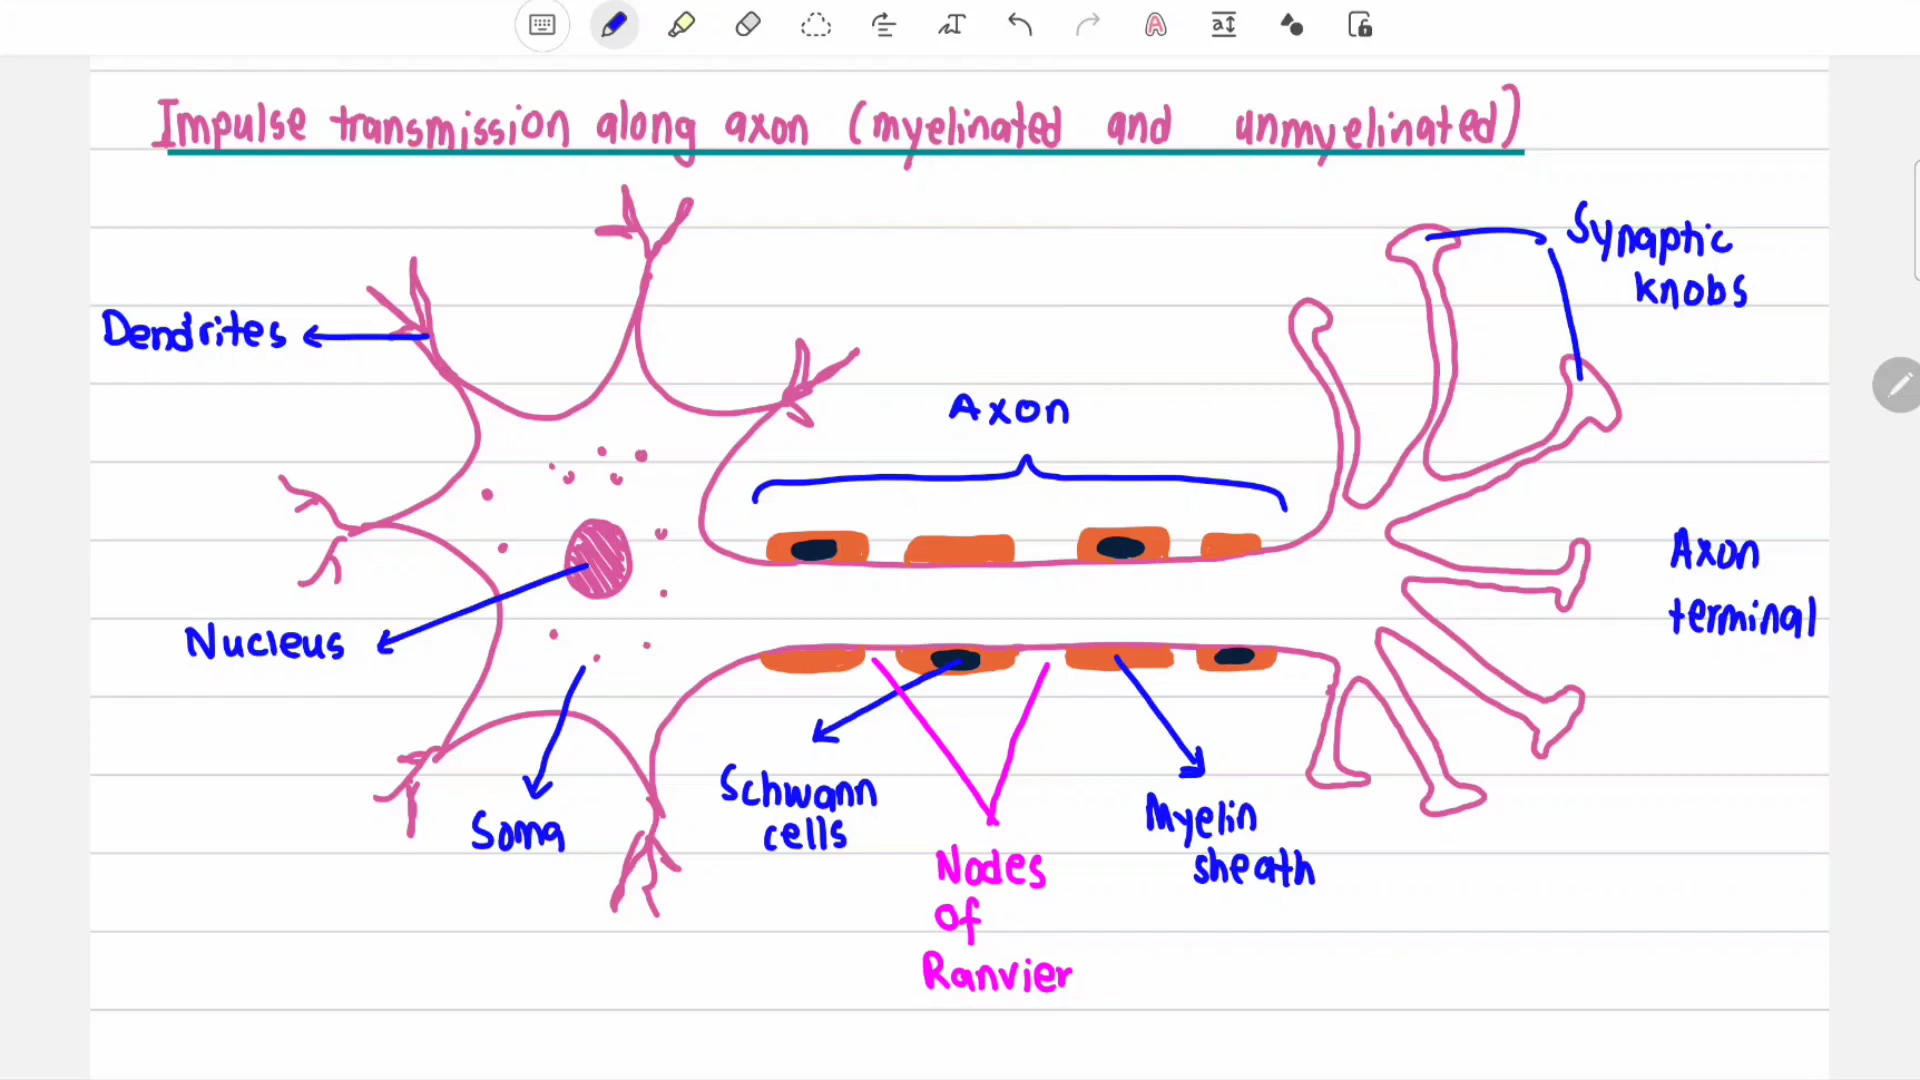 Impulse transmission along axon (myelinated and unmyelinated)
Synaptic
knobs
Dendrites
Axon
Axon
terminal
Nucleus
Soma
Schwann
cells
Myelin
sheath
Nodes
of
Ranvier